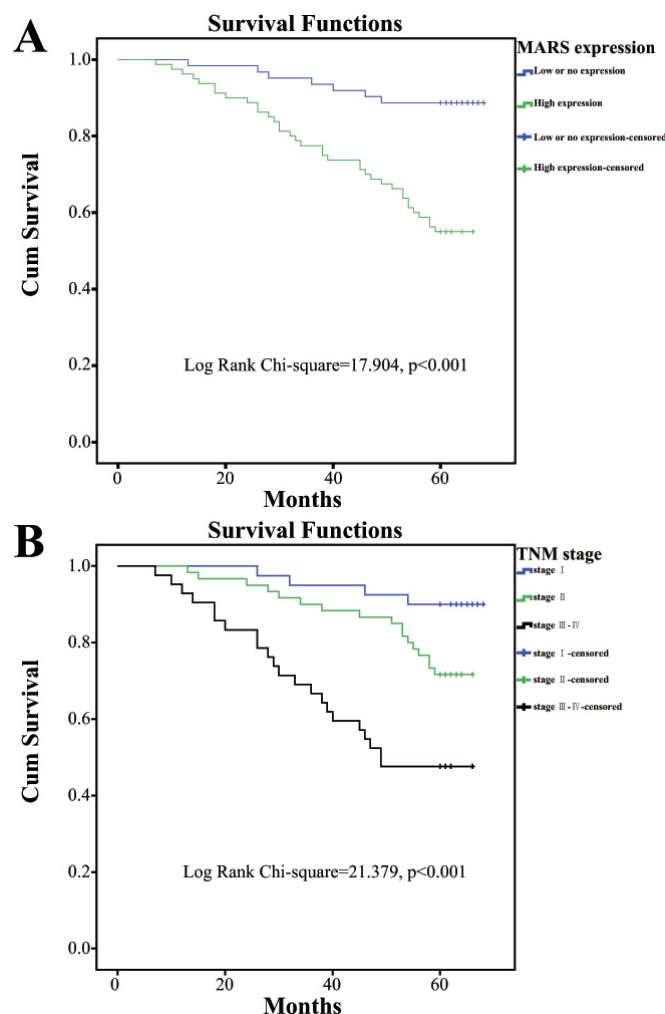 A
Survival Functions
MARS expression
Low or no expression
High expression
Low or no expression-censored
High expression-censored
Cum Survival
1.0
0.8
0.6
0.4
0.2
0.0
Log Rank Chi-square=17.904, p<0.001
0 20 40 60
Months
B
Survival Functions
TNM stage
stage Ⅰ
stage Ⅱ
stage Ⅲ-Ⅳ
stage Ⅰ-censored
stage Ⅱ-censored
stage Ⅲ-Ⅳ-censored
Cum Survival
1.0
0.8
0.6
0.4
0.2
0.0
Log Rank Chi-square=21.379, p<0.001
0 20 40 60
Months